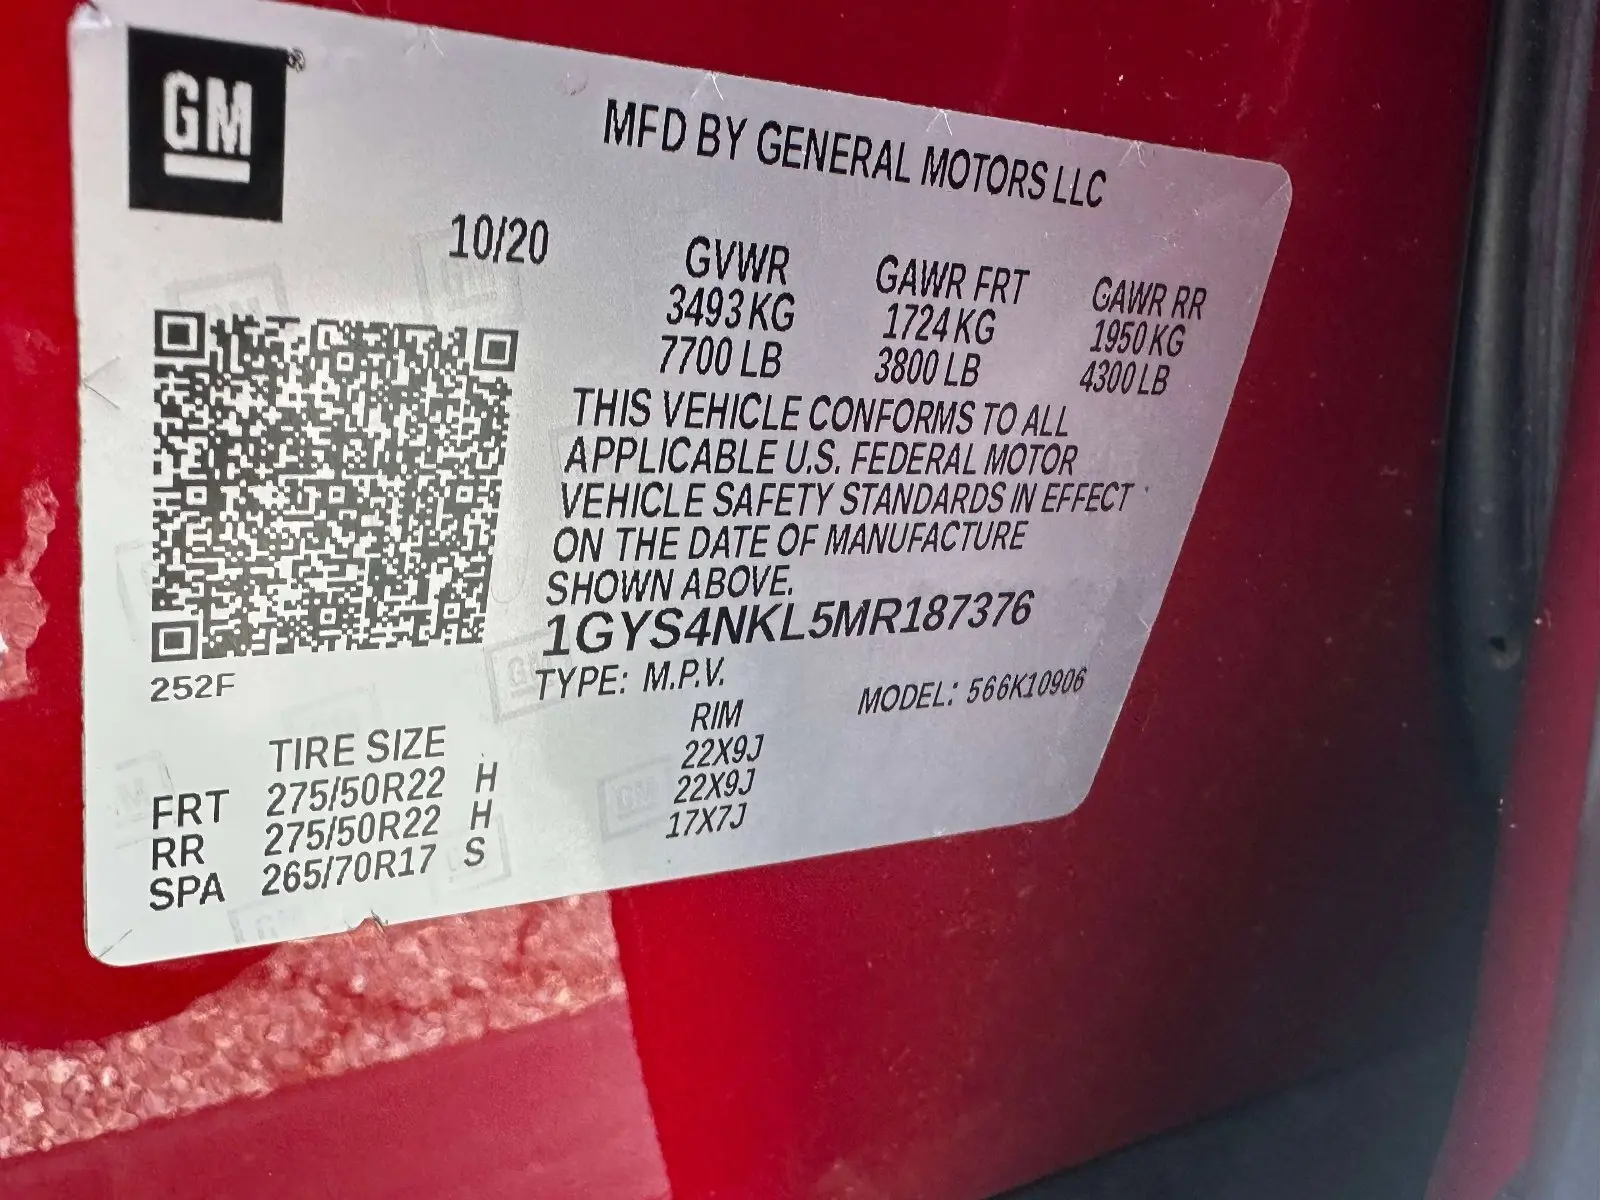 GM®
MFD BY GENERAL MOTORS LLC
10/20
GVWR GAWR FRT GAWR RR
3493 KG 1724 KG 1950 KG
7700 LB 3800 LB 4300 LB
THIS VEHICLE CONFORMS TO ALL
APPLICABLE U.S. FEDERAL MOTOR
VEHICLE SAFETY STANDARDS IN EFFECT
ON THE DATE OF MANUFACTURE
SHOWN ABOVE.
1GYS4NKL5MR187376
252F
TYPE: M.P.V. MODEL: 566K10906
TIRE SIZE RIM
FRT 275/50R22 H 22X9J
RR 275/50R22 H 22X9J
SPA 265/70R17 S 17X7J